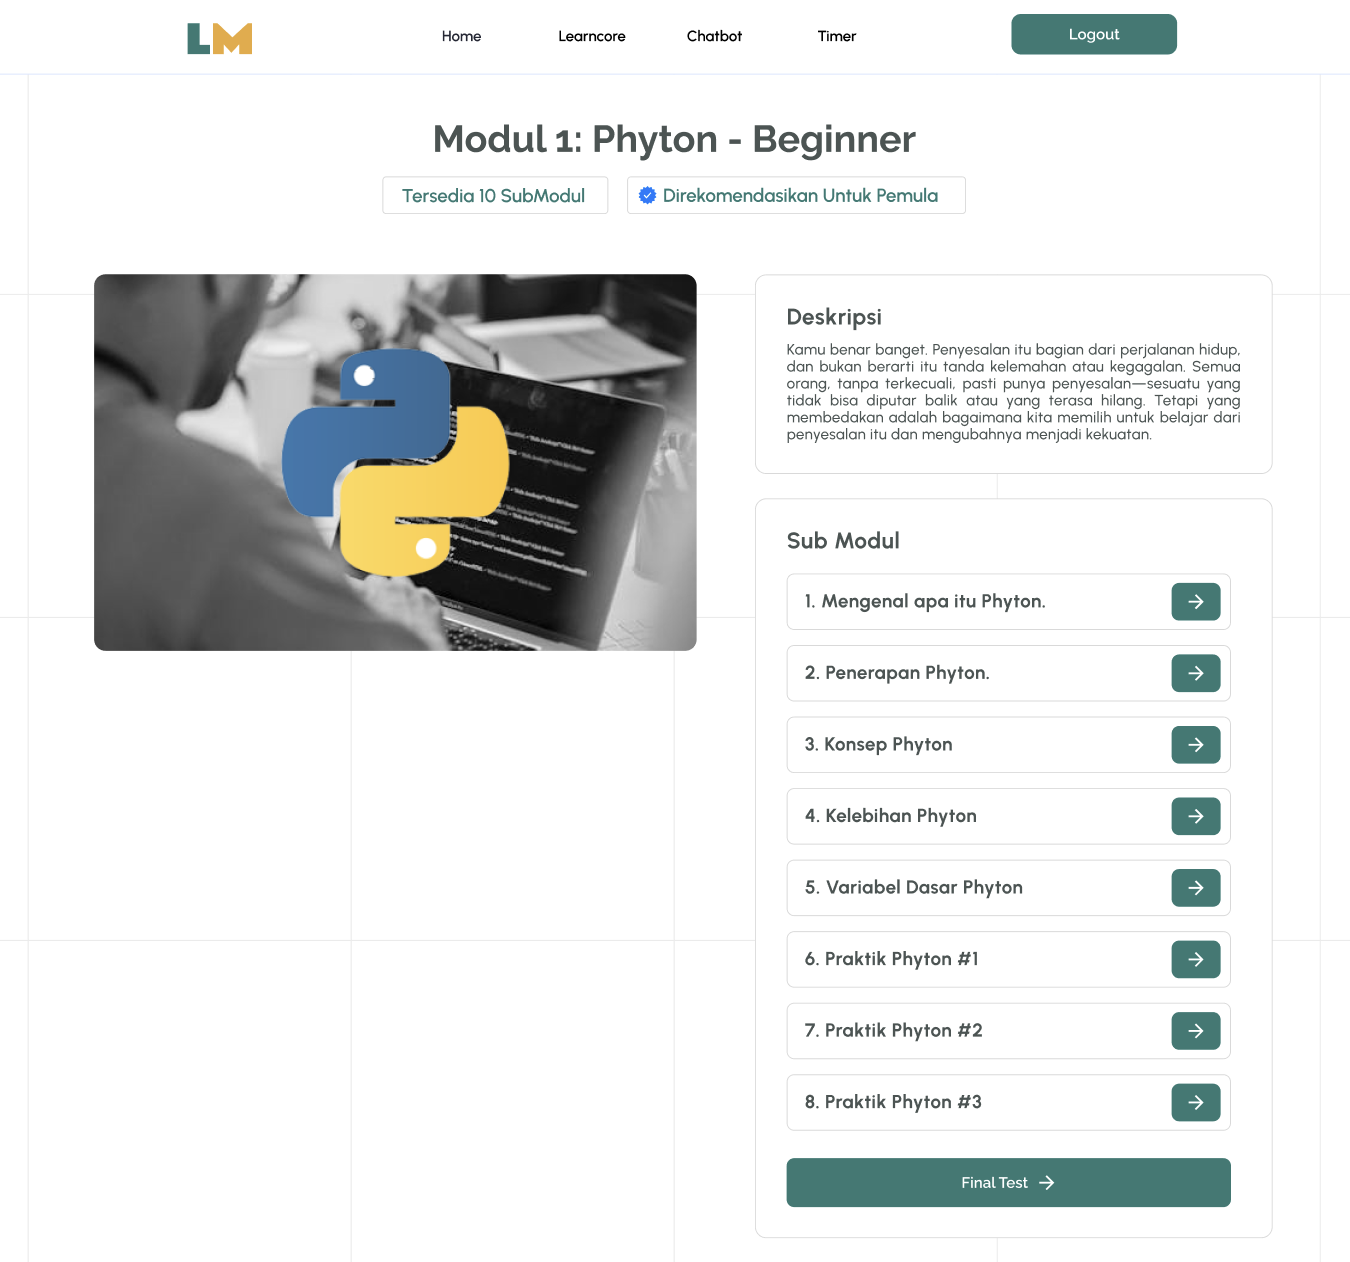 LM
Home
Learncore
Chatbot
Timer
Logout
Modul 1: Phyton - Beginner
Tersedia 10 SubModul
Direkomendasikan Untuk Pemula
Deskripsi
Kamu benar banget. Penyesalan itu bagian dari perjalanan hidup,
dan bukan berarti itu tanda kelemahan atau kegagalan. Semua
orang, tanpa terkecuali, pasti punya penyesalan—sesuatu yang
tidak bisa diputar balik atau yang terasa hilang. Tetapi yang
membedakan adalah bagaimana kita memilih untuk belajar dari
penyesalan itu dan mengubahnya menjadi kekuatan.
Sub Modul
1. Mengenal apa itu Phyton.
2. Penerapan Phyton.
3. Konsep Phyton
4. Kelebihan Phyton
5. Variabel Dasar Phyton
6. Praktik Phyton #1
7. Praktik Phyton #2
8. Praktik Phyton #3
Final Test